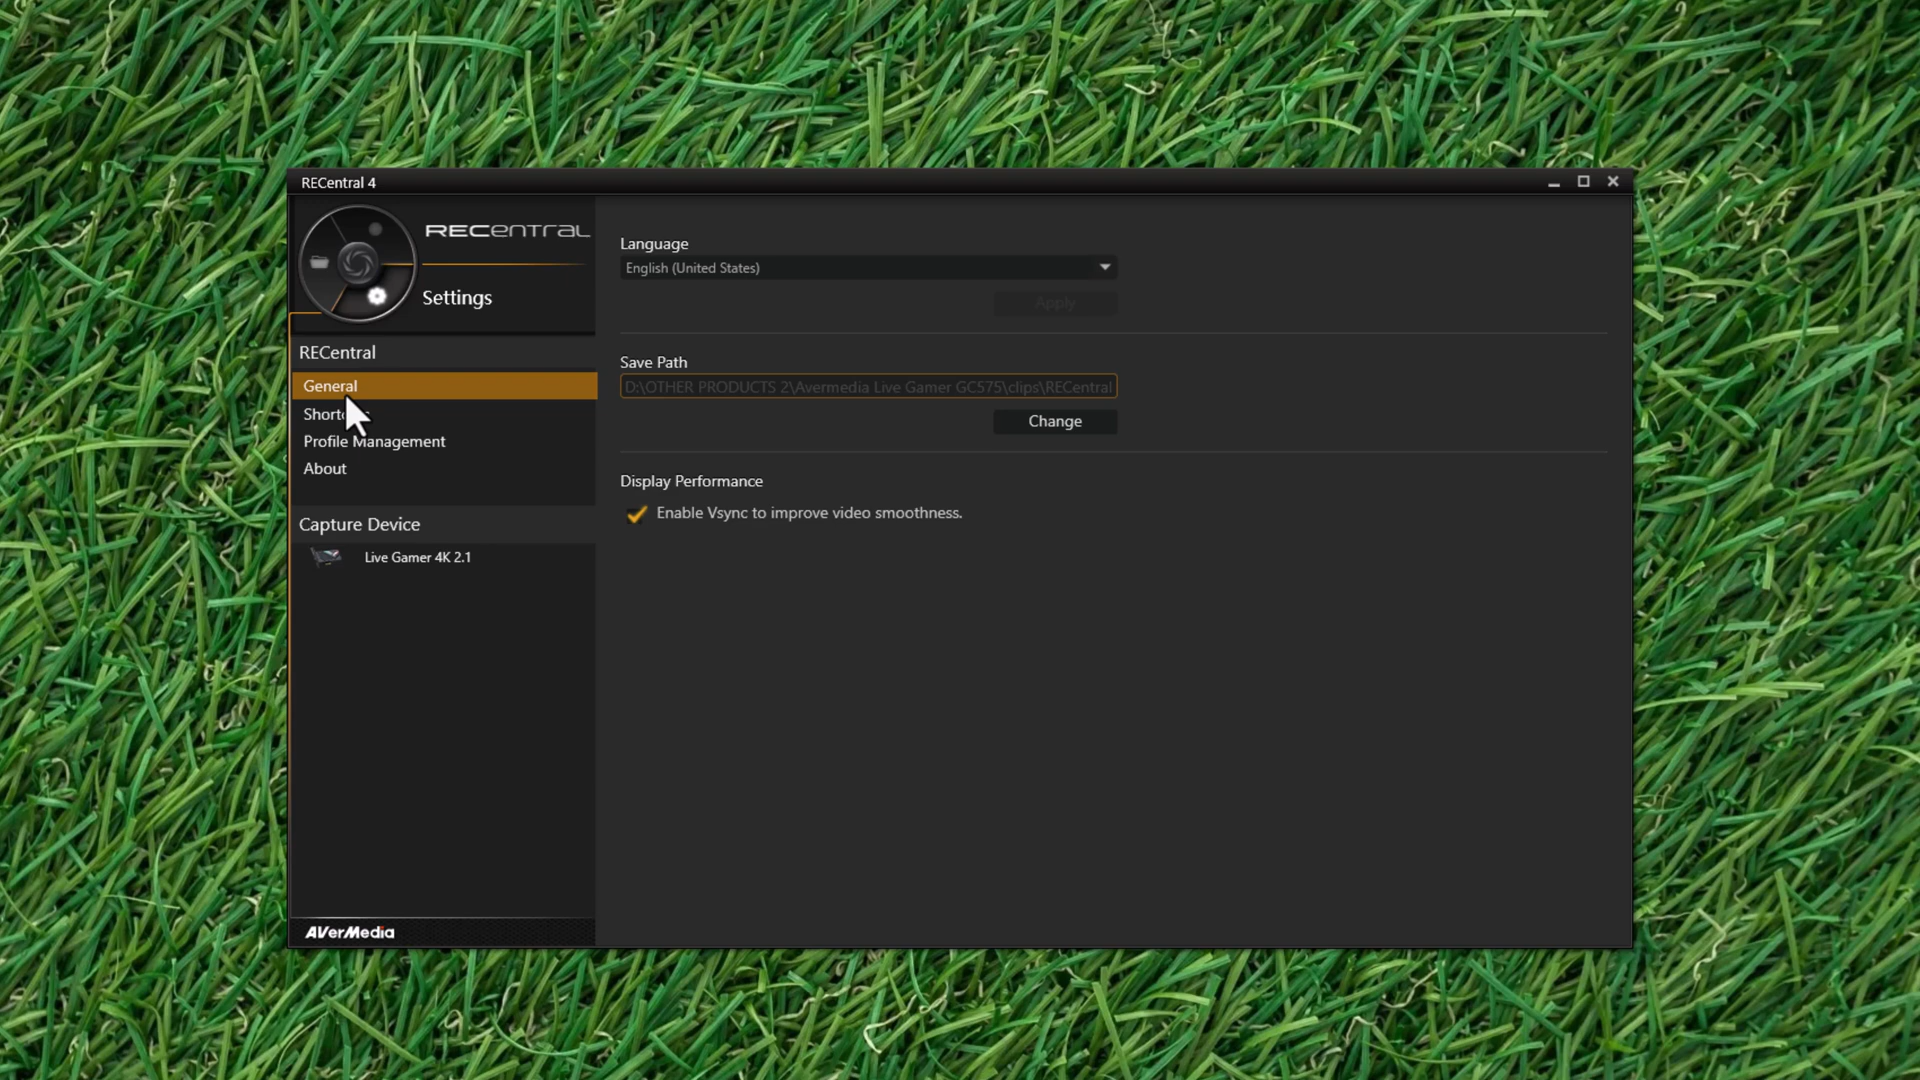 RECentral 4
RECentral
Settings
RECentral
General
Profile Management
About
Capture Device
Live Gamer 4K 2.1
AVerMedia
Language
English (United States)
Apply
Save Path
D:\OTHER PRODUCTS 2\Avermedia Live Gamer GC575\clips\RECentral
Change
Display Performance
Enable Vsync to improve video smoothness.